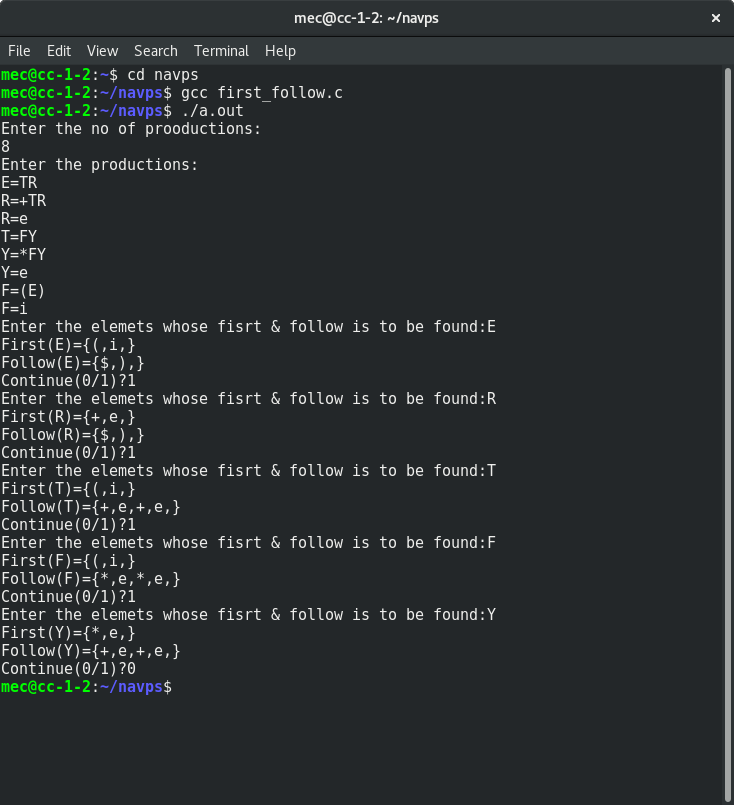 mec@cc-1-2: ~/navps
×
File Edit View Search Terminal Help
mec@cc-1-2:~$ cd navps
mec@cc-1-2:~/navps$ gcc first_follow.c
mec@cc-1-2:~/navps$ ./a.out
Enter the no of prooductions:
8
Enter the productions:
E=TR
R=+TR
R=e
T=FY
Y=*FY
Y=e
F=(E)
F=i
Enter the elemets whose fisrt & follow is to be found:E
First(E)={(,i,}
Follow(E)={$,),}
Continue(0/1)?1
Enter the elemets whose fisrt & follow is to be found:R
First(R)={+,e,}
Follow(R)={$,),}
Continue(0/1)?1
Enter the elemets whose fisrt & follow is to be found:T
First(T)={(,i,}
Follow(T)={+,e,+,e,}
Continue(0/1)?1
Enter the elemets whose fisrt & follow is to be found:F
First(F)={(,i,}
Follow(F)={*,e,*,e,}
Continue(0/1)?1
Enter the elemets whose fisrt & follow is to be found:Y
First(Y)={*,e,}
Follow(Y)={+,e,+,e,}
Continue(0/1)?0
mec@cc-1-2:~/navps$